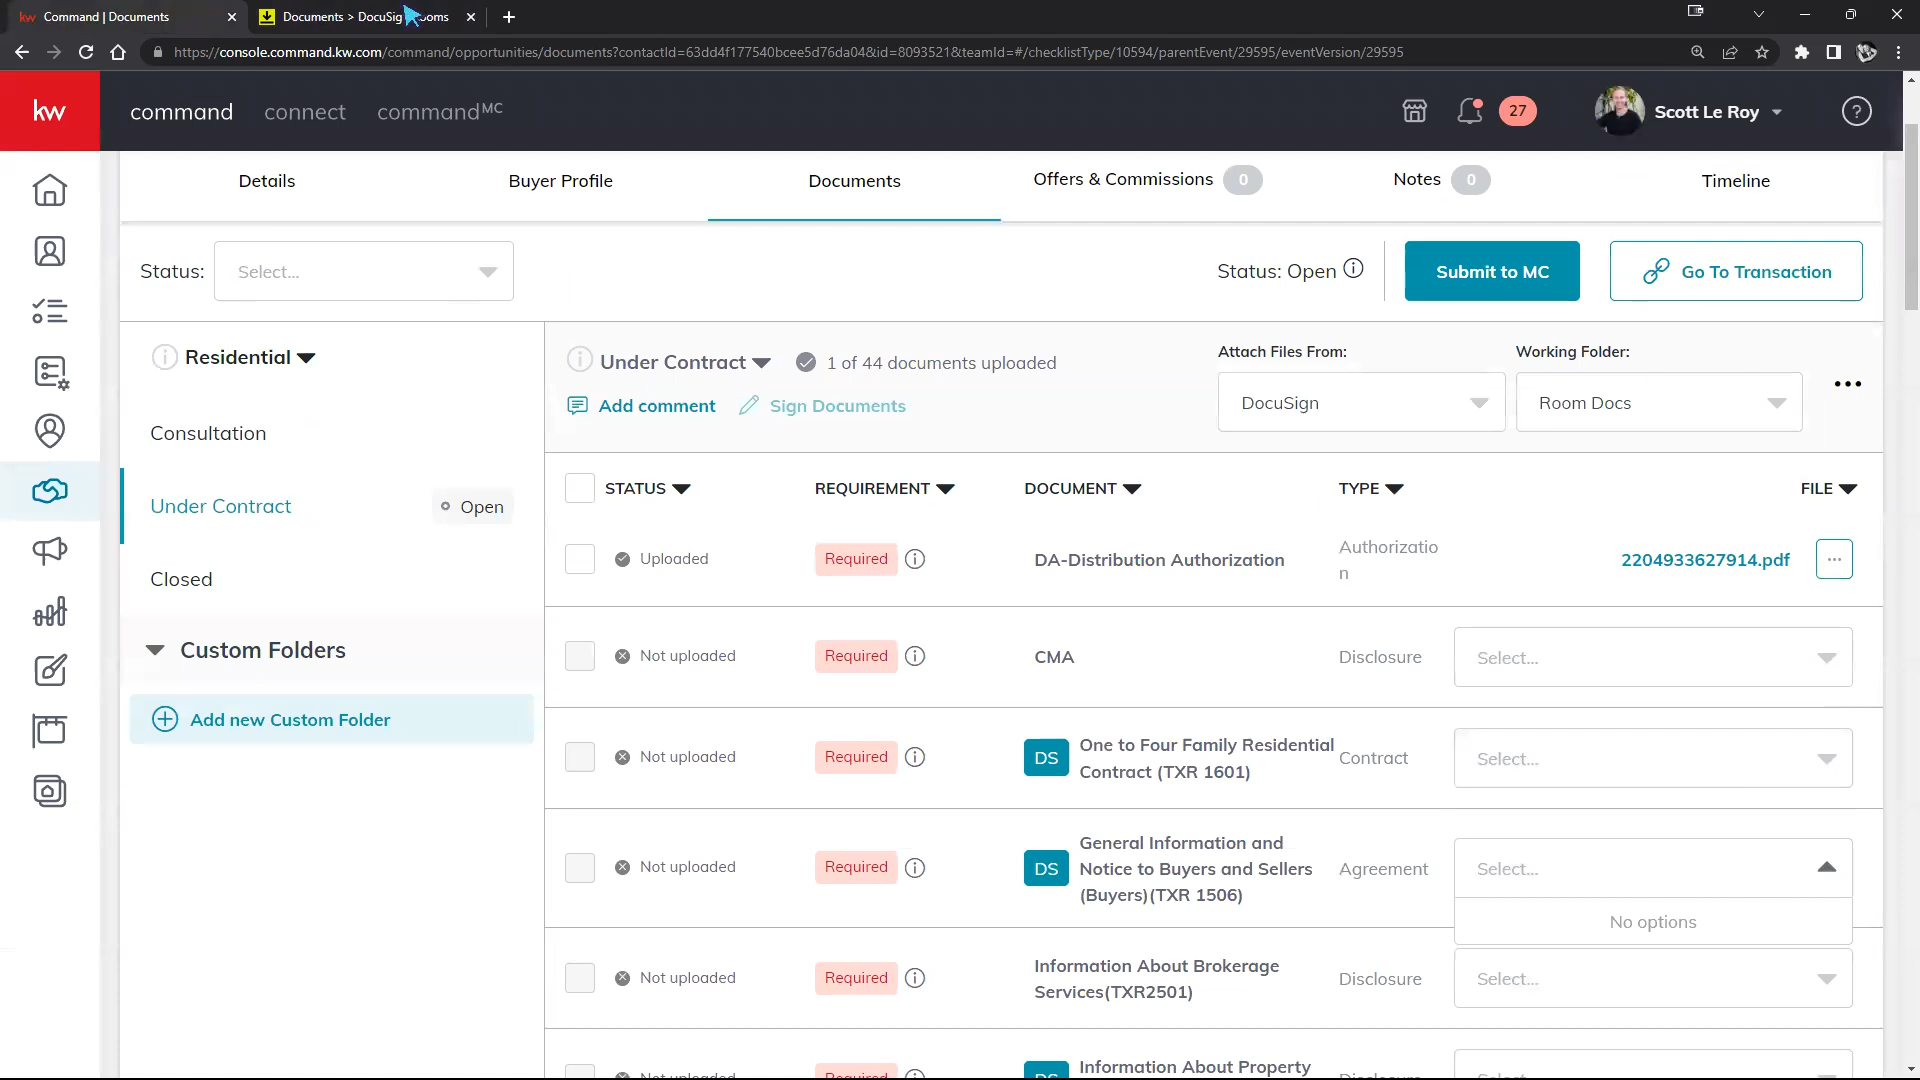 kw Command | Documents
Documents > DocuSign Rooms
https://console.command.kw.com/command/opportunities/documents?contactId=63dd4f177540bcee5d76da04&id=8093521&teamId=#/checklistType/10594/parentEvent/29595/eventVersion/29595
kw command connect commandMC 27 Scott Le Roy ?
Details Buyer Profile Documents Offers & Commissions 0 Notes 0 Timeline
Status: Select... Status: Open Submit to MC Go To Transaction
Residential
Consultation
Under Contract Open
Closed
Custom Folders
Add new Custom Folder
Under Contract 1 of 44 documents uploaded
Add comment Sign Documents
Attach Files From: Working Folder:
DocuSign Room Docs
STATUS REQUIREMENT DOCUMENT TYPE FILE
Uploaded Required DA-Distribution Authorization Authorizatio
n
2204933627914.pdf
Not uploaded Required CMA Disclosure Select...
Not uploaded Required DS One to Four Family Residential
Contract (TXR 1601) Contract Select...
Not uploaded Required DS General Information and
Notice to Buyers and Sellers
(Buyers)(TXR 1506) Agreement Select...
No options
Not uploaded Required Information About Brokerage
Services(TXR2501) Disclosure Select...
Not uploaded Required DS Information About Property Disclosure Select...